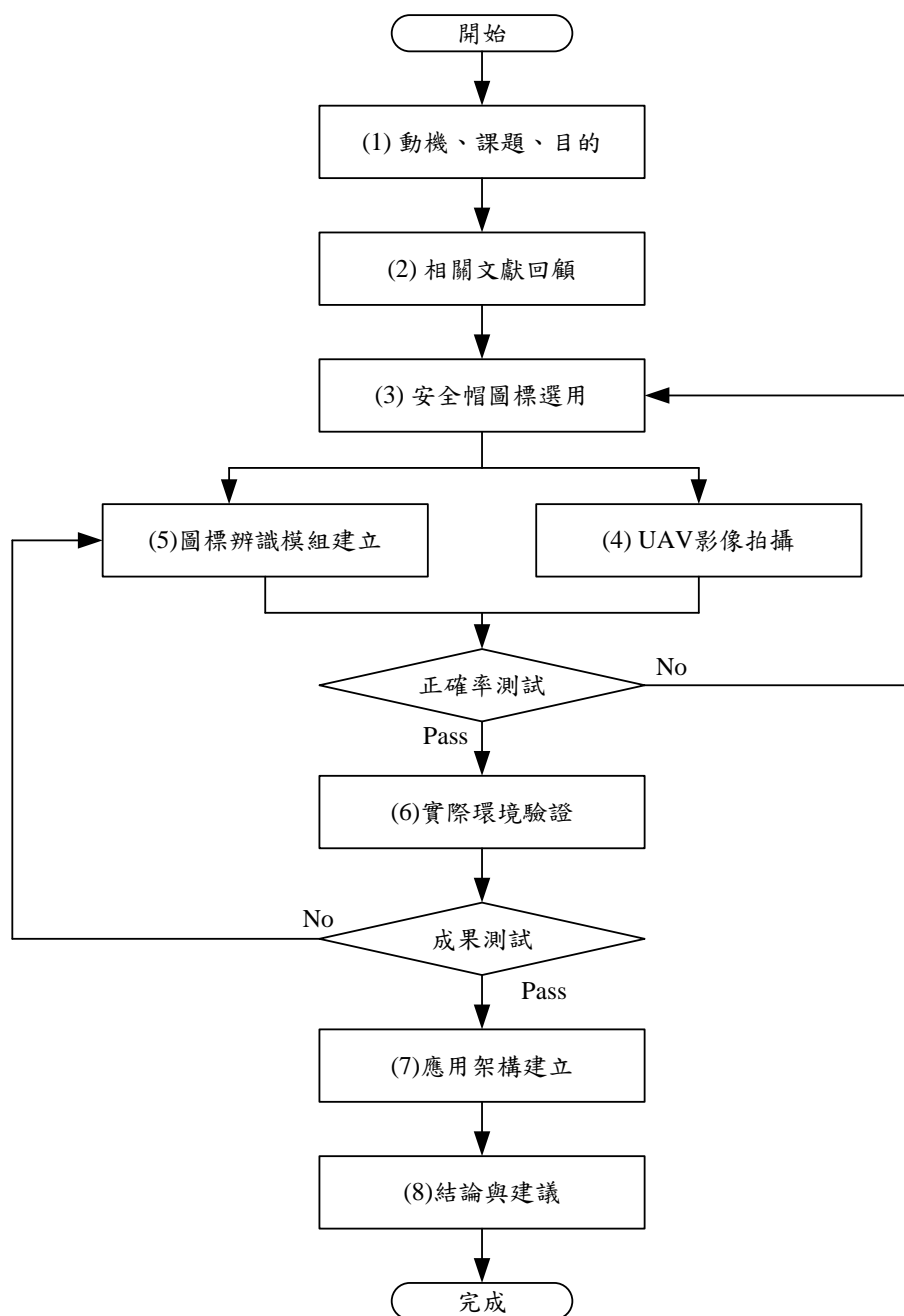 開始
(1) 動機、課題、目的
(2) 相關文獻回顧
(3) 安全帽圖標選用
(5)圖標辨識模組建立
(4) UAV影像拍攝
正確率測試
No
Pass
(6)實際環境驗證
No
成果測試
Pass
(7)應用架構建立
(8)結論與建議
完成